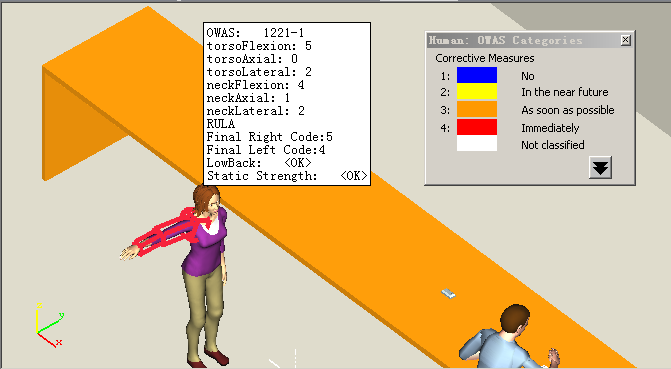 OWAS:   1221-1
torsoFlexion: 5
torsoAxial: 0
torsoLateral: 2
neckFlexion: 4
neckAxial: 1
neckLateral: 2
RULA
Final Right Code:5
Final Left Code:4
LowBack:   <OK>
Static Strength:   <OK>
Human: OWAS Categories
Corrective Measures
1: No
2: In the near future
3: As soon as possible
4: Immediately
Not classified
y
x